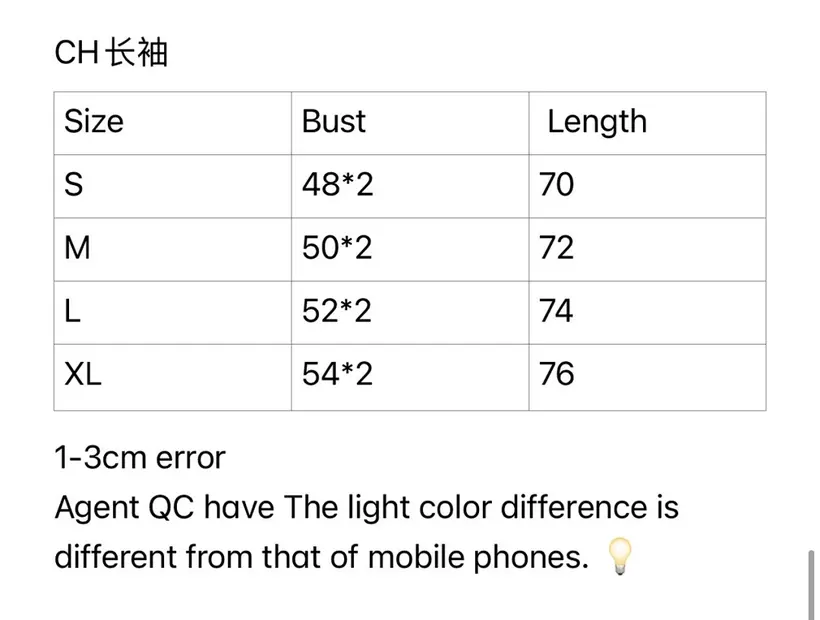 CH长袖
Size Bust Length
S 48*2 70
M 50*2 72
L 52*2 74
XL 54*2 76
1-3cm error
Agent QC have The light color difference is
different from that of mobile phones. 💡